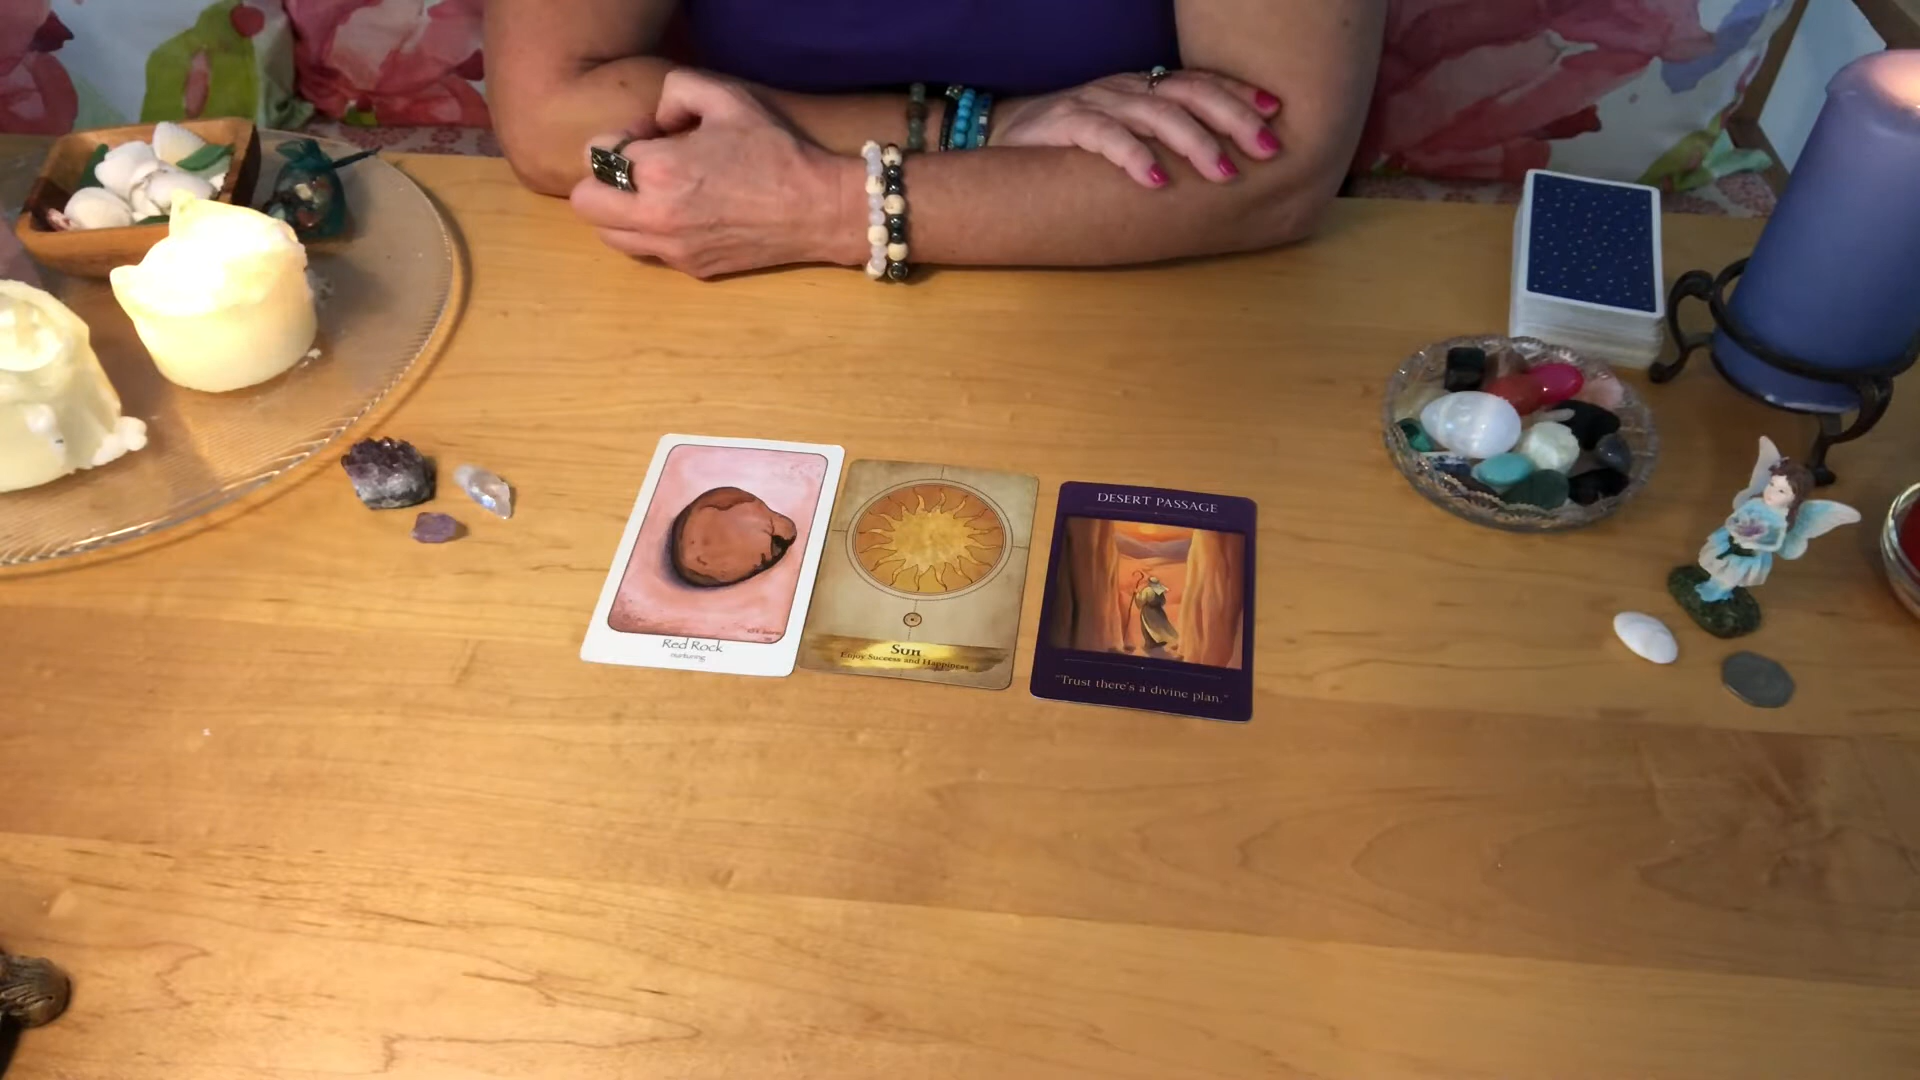 Red Rock
nurturing
Sun
Enjoy Success and Happiness
DESERT PASSAGE
"Trust there's a divine plan."